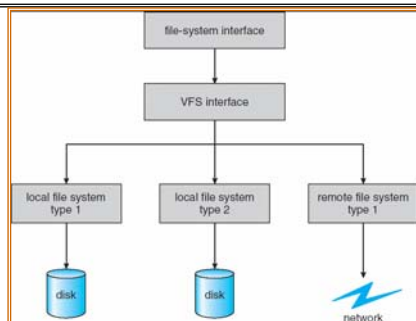 file-system interface
VFS interface
local file system
type 1
local file system
type 2
remote file system
type 1
disk
disk
network